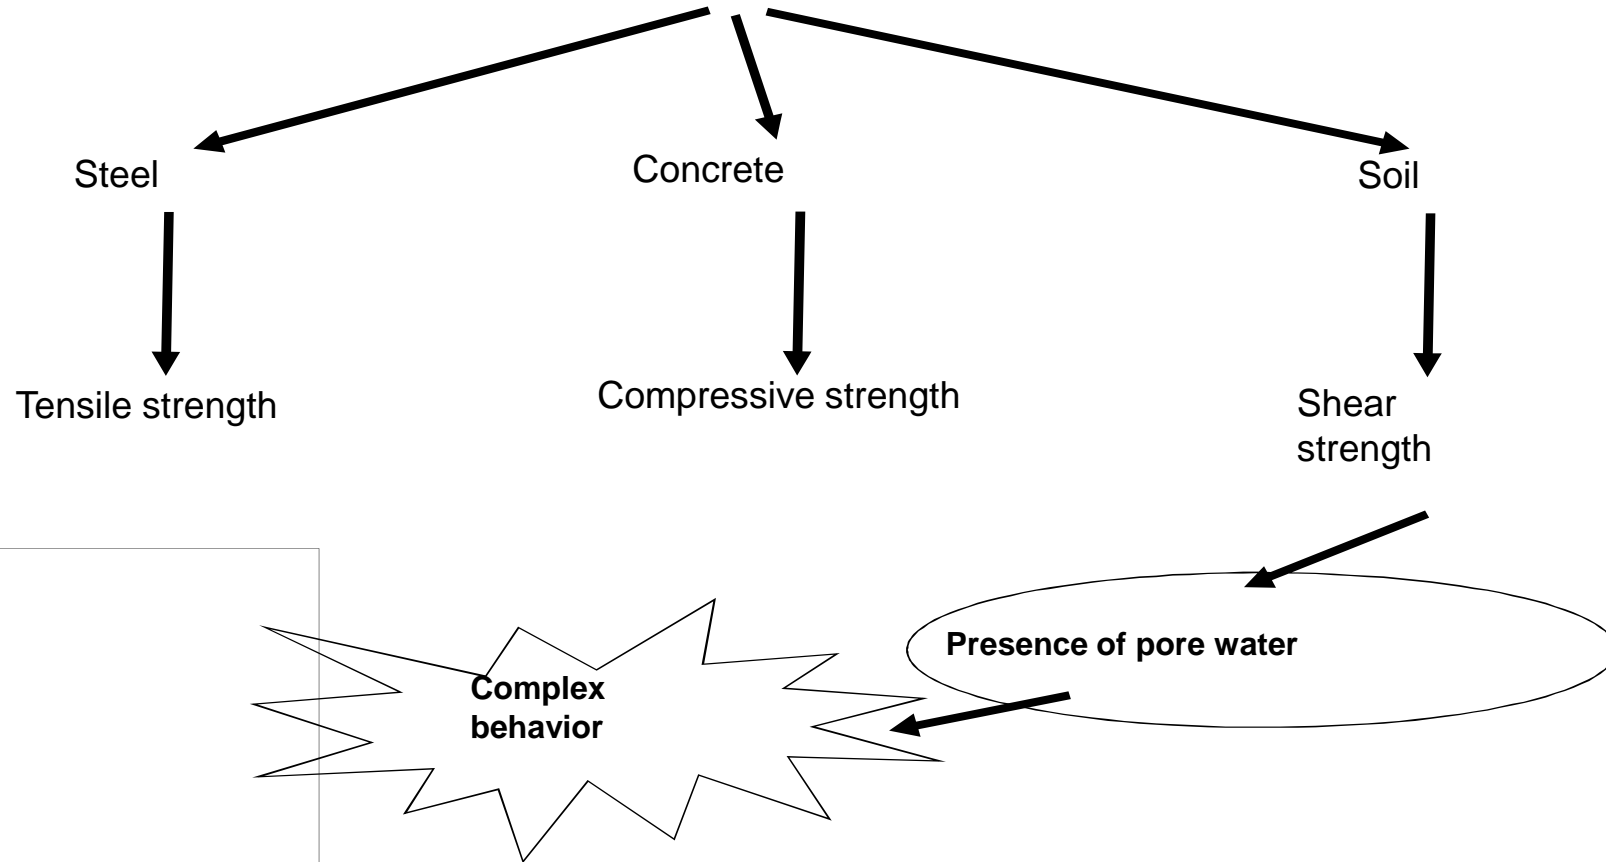 Steel
Concrete
Soil
Tensile strength
Compressive strength
Shear
strength
Presence of pore water
Complex
behavior